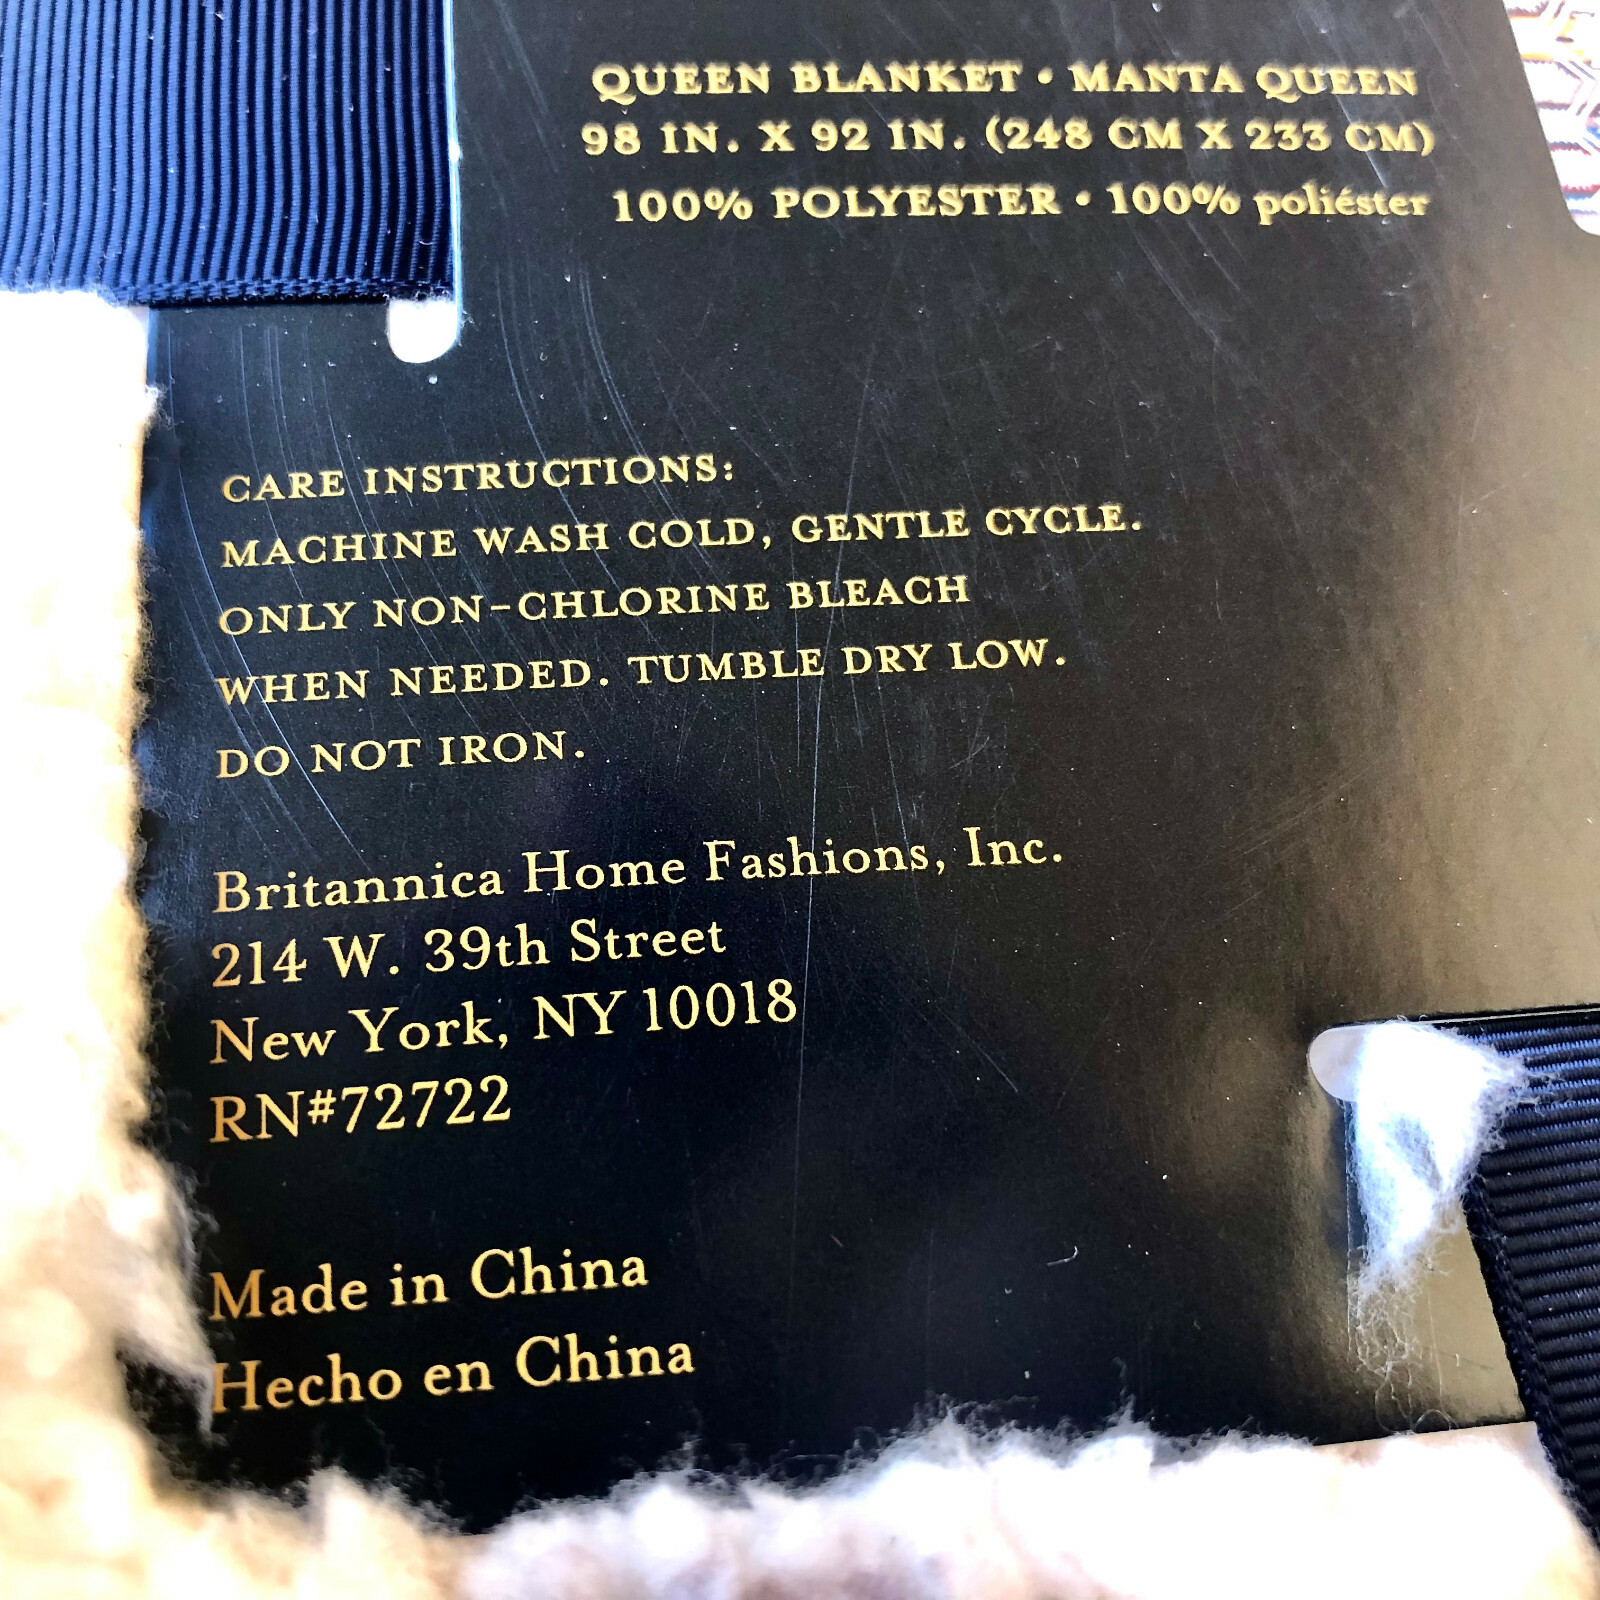 QUEEN BLANKET • MANTA QUEEN
98 IN. X 92 IN. (248 CM X 233 CM)
100% POLYESTER • 100% poliéster
CARE INSTRUCTIONS:
MACHINE WASH COLD, GENTLE CYCLE.
ONLY NON-CHLORINE BLEACH
WHEN NEEDED. TUMBLE DRY LOW.
DO NOT IRON.
Britannica Home Fashions, Inc.
214 W. 39th Street
New York, NY 10018
RN#72722
Made in China
Hecho en China